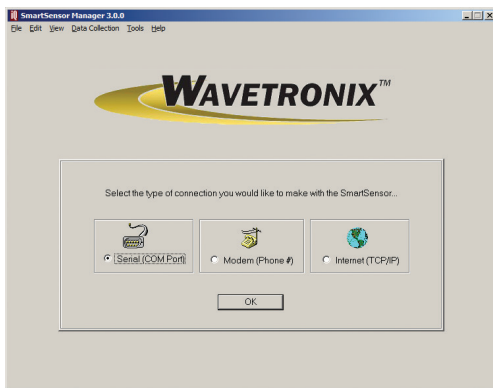 SmartSensor Manager 3.0.0
File Edit View Data Collection Tools Help
WAVETRONIX™
Select the type of connection you would like to make with the SmartSensor...
Serial (COM Port) Modem (Phone #) Internet (TCP/IP)
OK